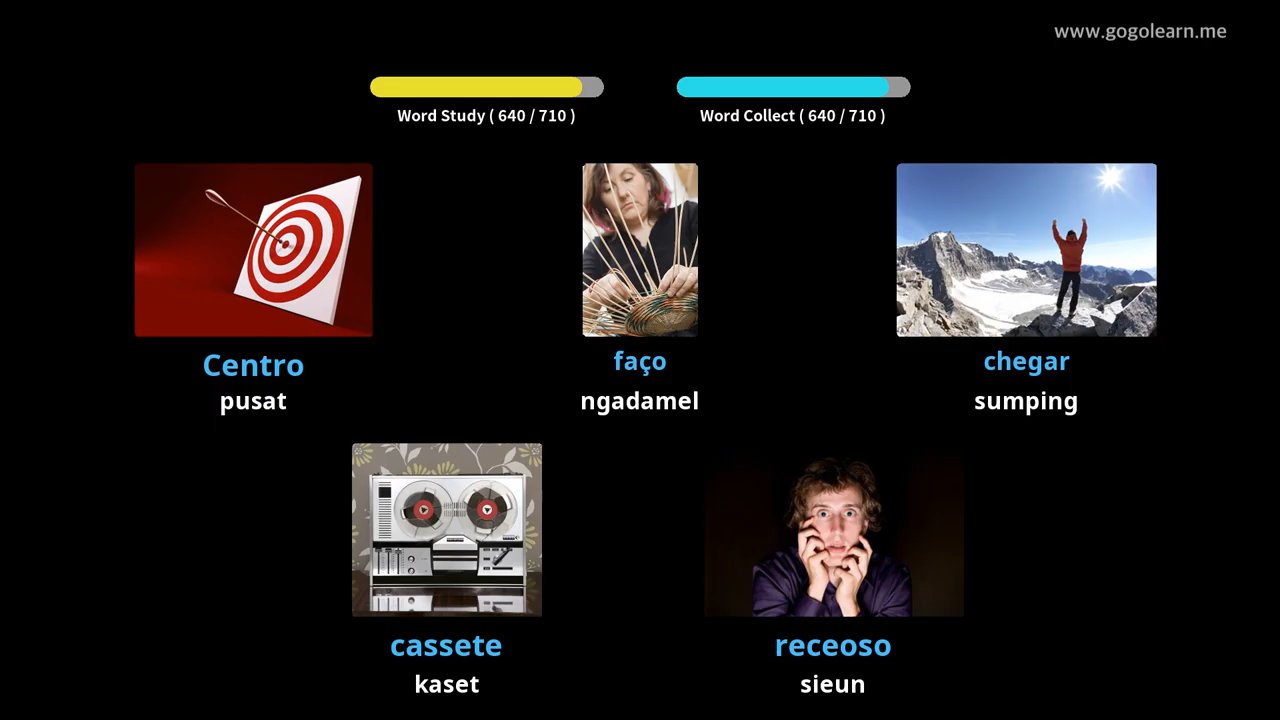 www.gogolearn.me
Word Study ( 640 / 710 )
Word Collect ( 640 / 710 )
Centro
pusat
faço
ngadamel
chegar
sumping
cassete
kaset
receoso
sieun